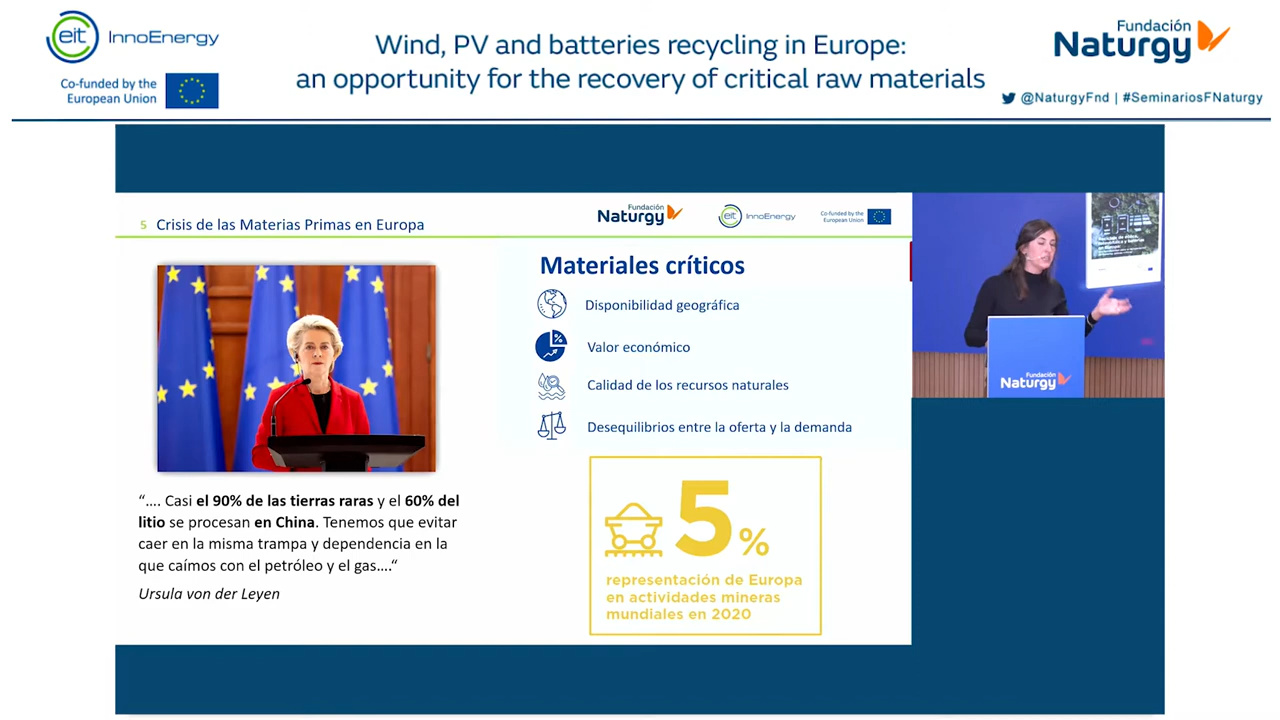 eit InnoEnergy
Co-funded by the
European Union
Wind, PV and batteries recycling in Europe:
an opportunity for the recovery of critical raw materials
Fundación
Naturgy
@NaturgyFnd | #SeminariosFNaturgy
5 Crisis de las Materias Primas en Europa
Fundación
Naturgy
eit InnoEnergy
Co-funded by the
European Union
Materiales críticos
Disponibilidad geográfica
Valor económico
Calidad de los recursos naturales
Desequilibrios entre la oferta y la demanda
“.... Casi el 90% de las tierras raras y el 60% del
litio se procesan en China. Tenemos que evitar
caer en la misma trampa y dependencia en la
que caímos con el petróleo y el gas....“
Ursula von der Leyen
5%
representación de Europa
en actividades mineras
mundiales en 2020
Fundación
Naturgy